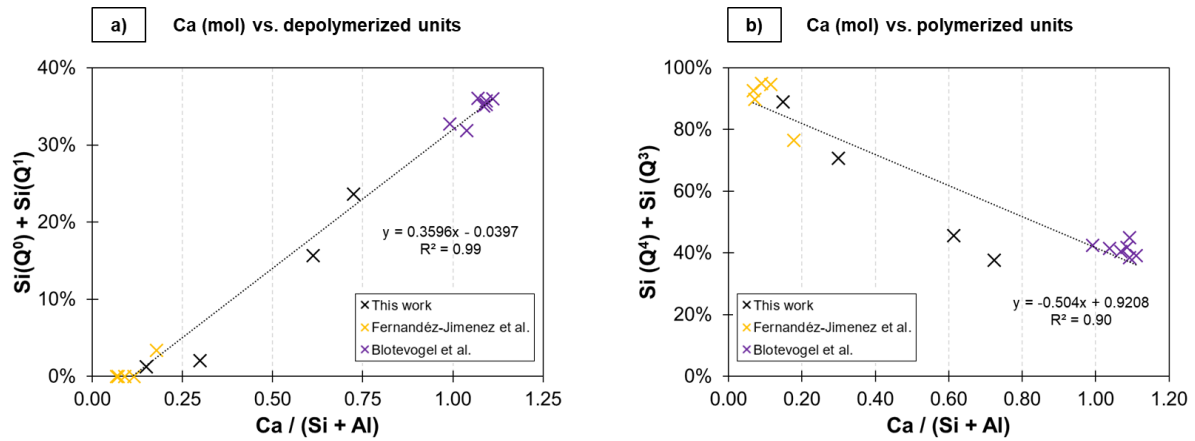 a) Ca (mol) vs. depolymerized units
40%
30%
20%
10%
0%
Si(Q⁰) + Si(Q¹)
y = 0.3596x - 0.0397
R² = 0.99
This work
Fernandéz-Jimenez et al.
Blotevogel et al.
0.00 0.25 0.50 0.75 1.00 1.25
Ca / (Si + Al)
b) Ca (mol) vs. polymerized units
100%
80%
60%
40%
20%
0%
Si (Q⁴) + Si (Q³)
This work
Fernandéz-Jimenez et al.
Blotevogel et al.
y = -0.504x + 0.9208
R² = 0.90
0.00 0.20 0.40 0.60 0.80 1.00 1.20
Ca / (Si + Al)